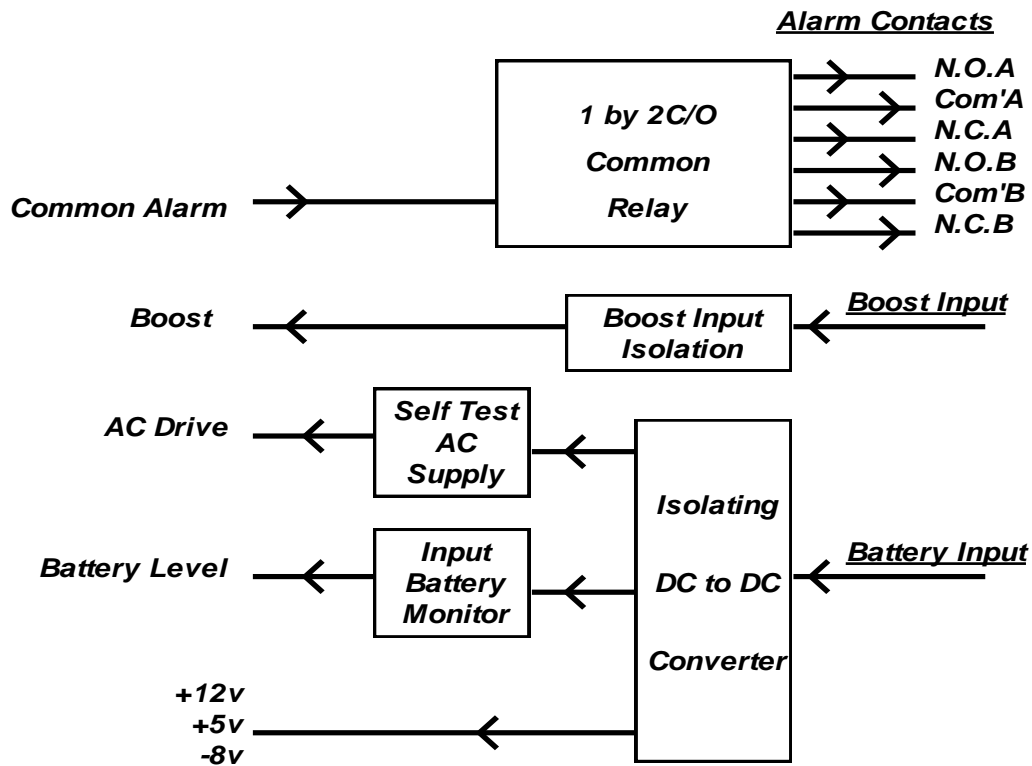 Alarm Contacts
N.O.A
Com'A
N.C.A
N.O.B
Com'B
N.C.B
1 by 2C/O
Common
Relay
Common Alarm
Boost
Boost Input
Isolation
Boost Input
AC Drive
Self Test
AC
Supply
Isolating
DC to DC
Converter
Battery Level
Input
Battery
Monitor
Battery Input
+12v
+5v
-8v